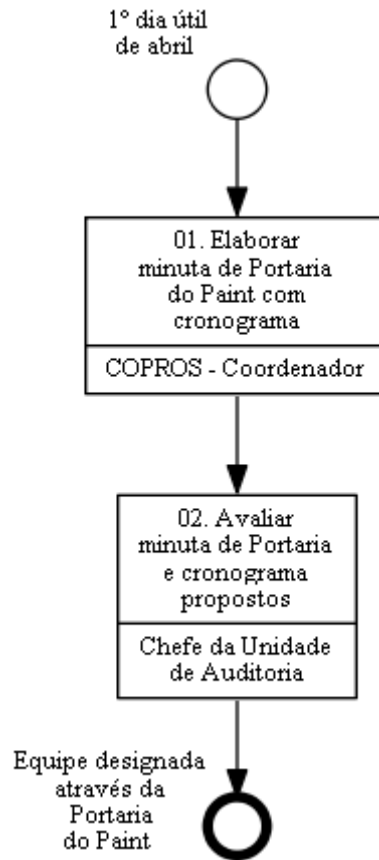 1º dia útil
de abril
01. Elaborar
minuta de Portaria
do Paint com
cronograma
COPROS - Coordenador
02. Avaliar
minuta de Portaria
e cronograma
propostos
Chefe da Unidade
de Auditoria
Equipe designada
através da
Portaria
do Paint